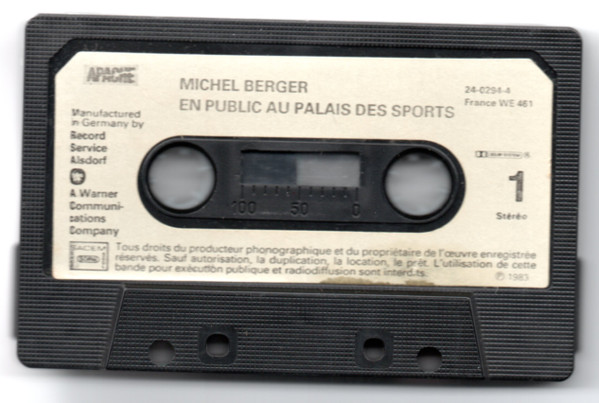 APACHE
MICHEL BERGER
EN PUBLIC AU PALAIS DES SPORTS
24-0294-4
France WE 461
Manufactured
in Germany by
Record
Service
Alsdorf
A Warner
Communi-
cations
Company
DOLBY SYSTEM
1
Stéréo
100 50 0
SACEM
Tous droits du producteur phonographique et du propriétaire de l'œuvre enregistrée
réservés. Sauf autorisation, la duplication, la location, le prêt. L'utilisation de cette
bande pour exécution publique et radiodiffusion sont interdits.
℗ 1983